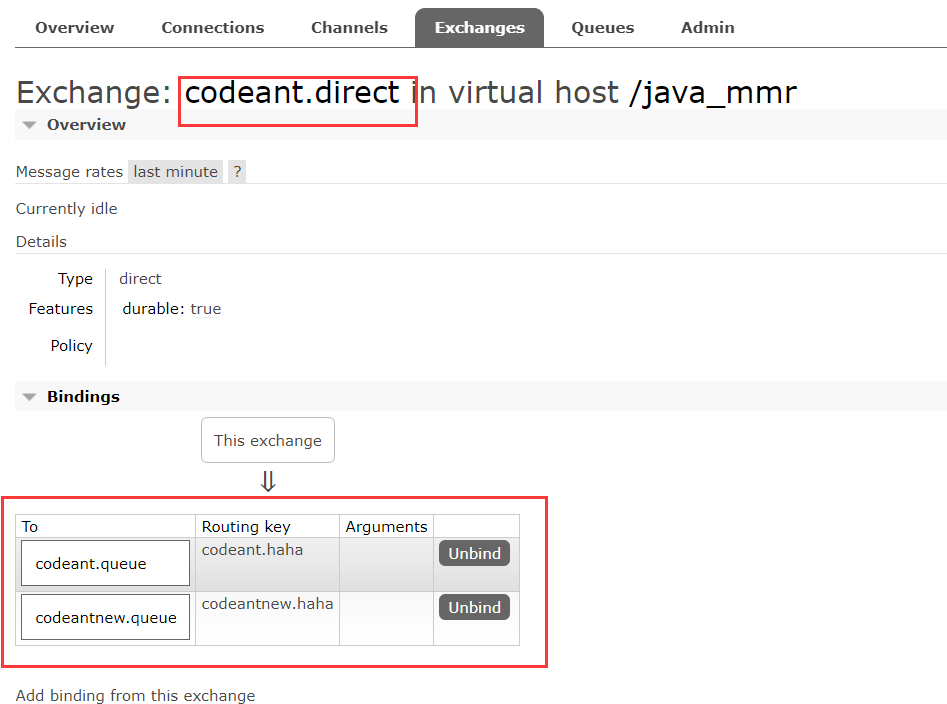 Overview Connections Channels Exchanges Queues Admin
Exchange: codeant.direct in virtual host /java_mmr
Overview
Message rates last minute ?
Currently idle
Details
Type direct
Features durable: true
Policy
Bindings
This exchange
⇓
To Routing key Arguments
codeant.queue codeant.haha Unbind
codeantnew.queue codeantnew.haha Unbind
Add binding from this exchange